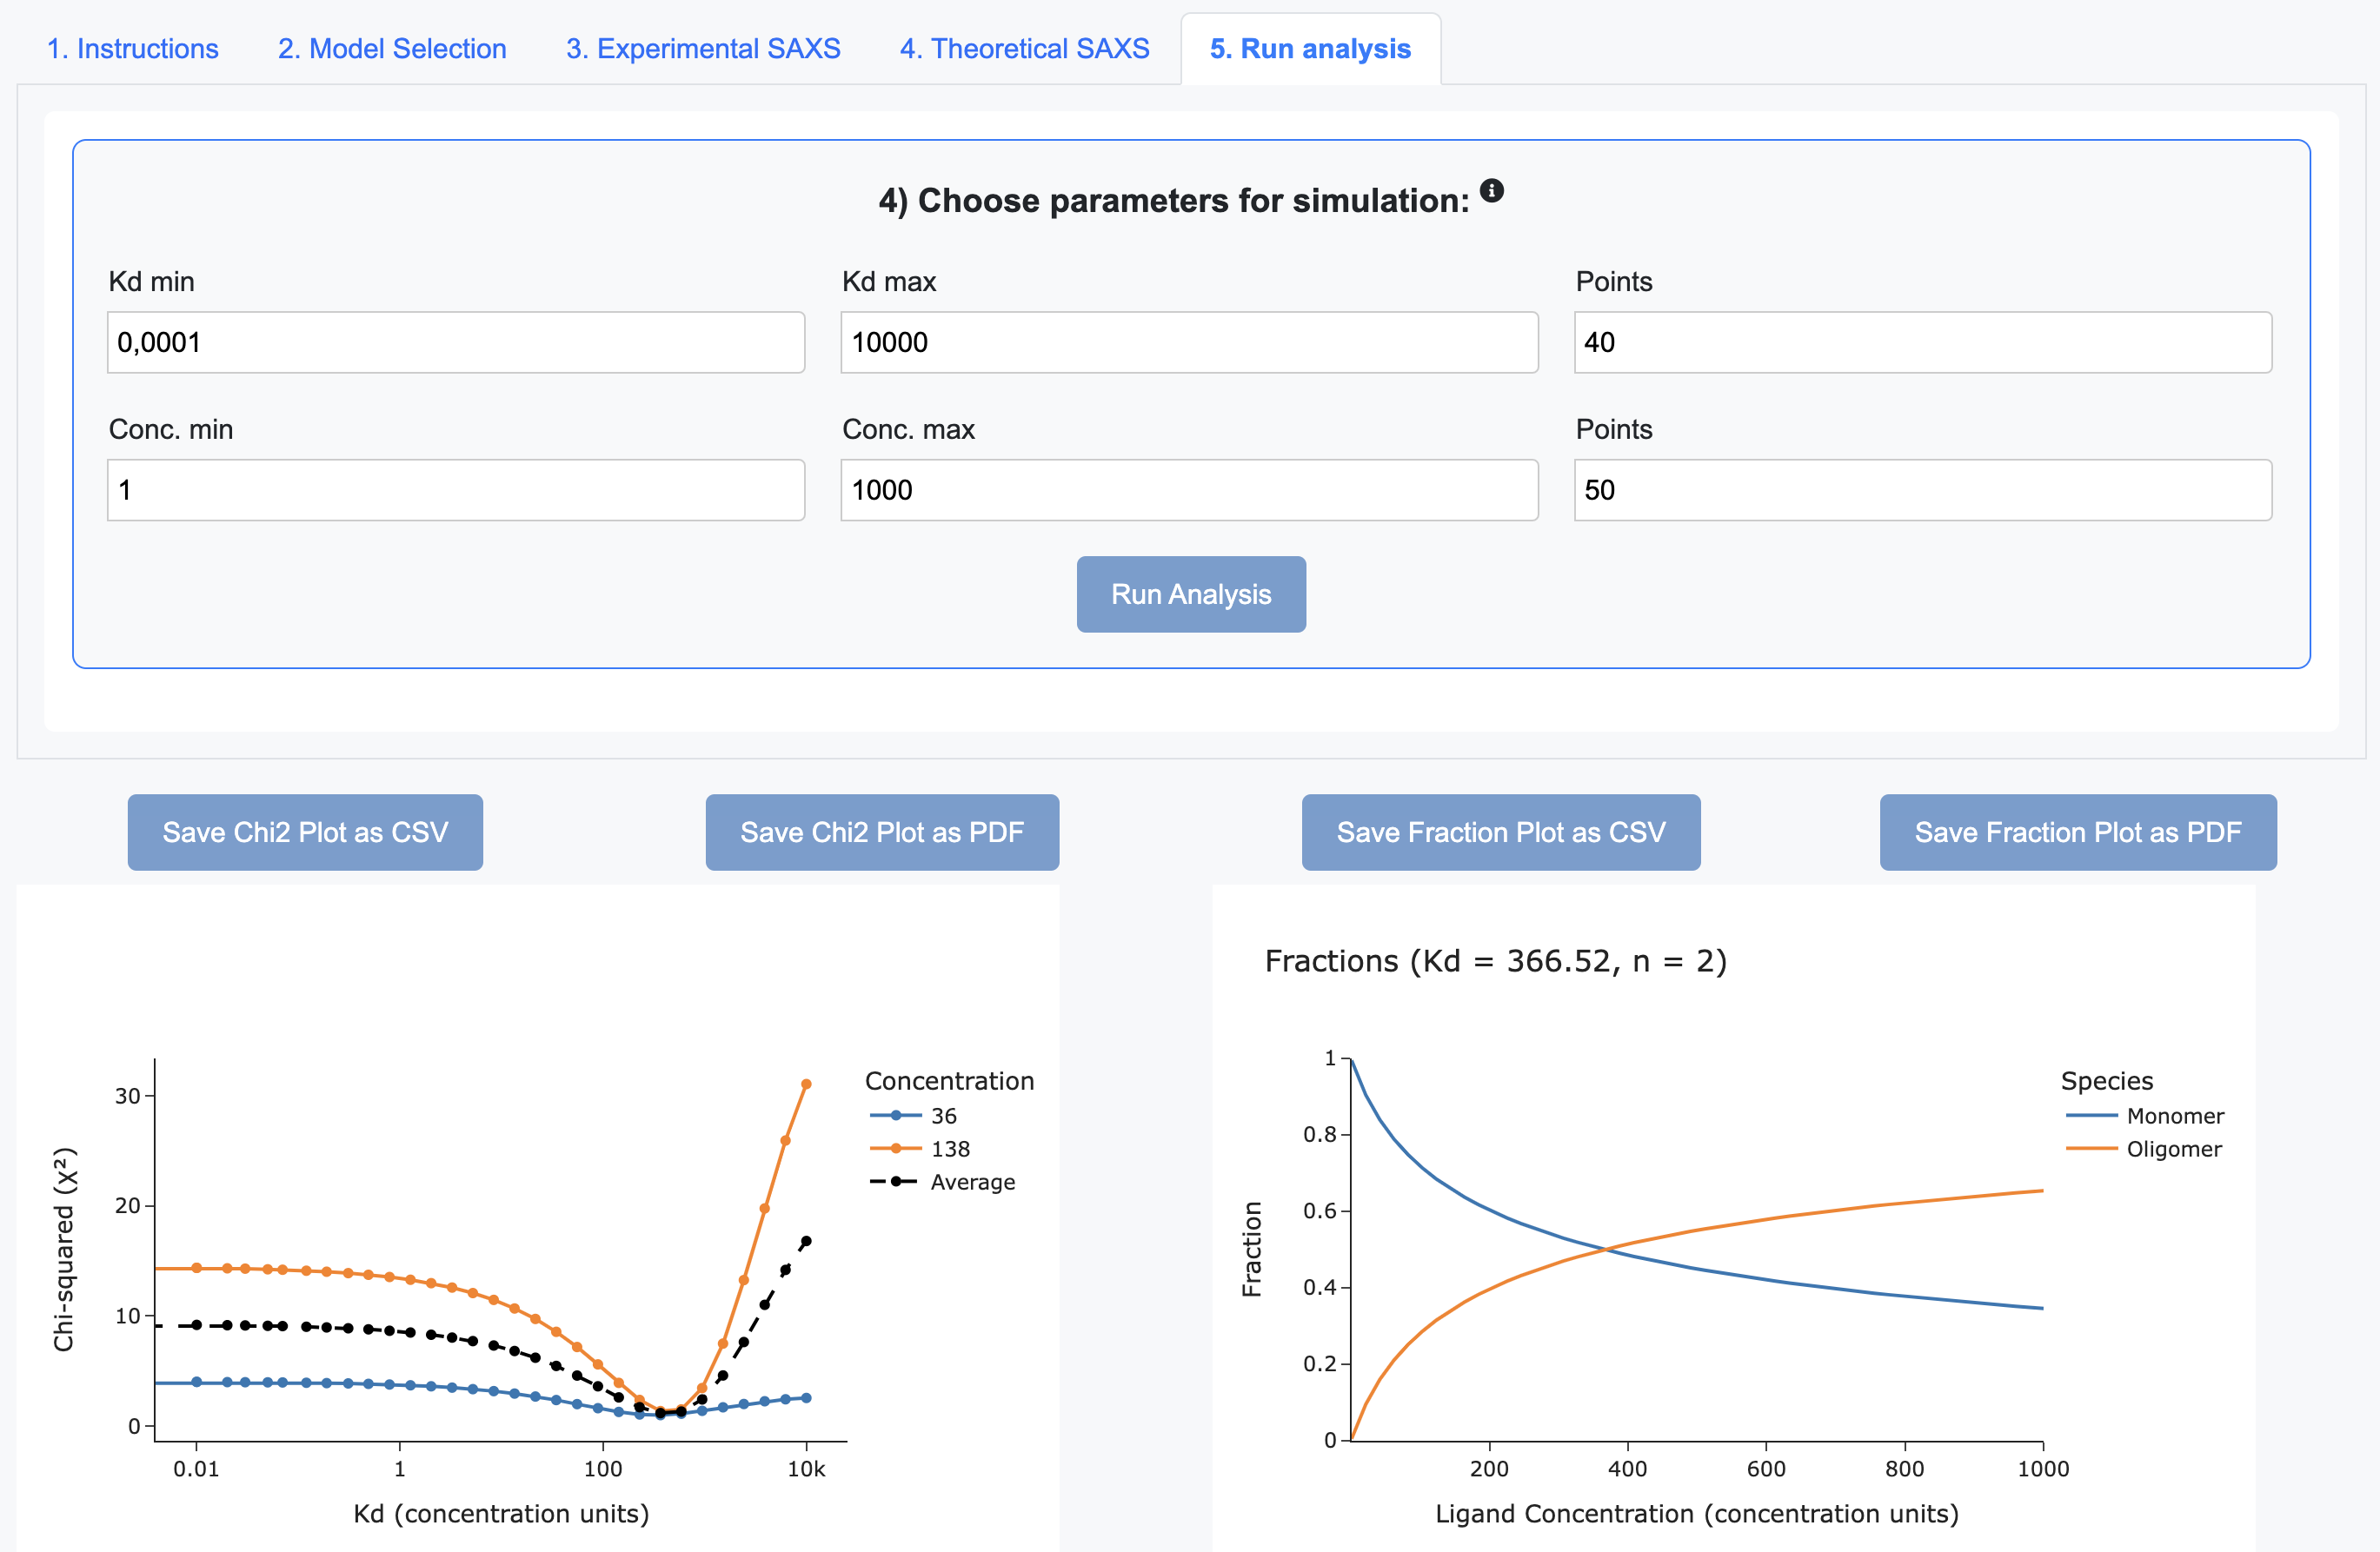 1. Instructions
2. Model Selection
3. Experimental SAXS
4. Theoretical SAXS
5. Run analysis
4) Choose parameters for simulation:
Kd min
Kd max
Points
0,0001
10000
40
Conc. min
Conc. max
Points
1
1000
50
Run Analysis
Save Chi2 Plot as CSV
Save Chi2 Plot as PDF
Save Fraction Plot as CSV
Save Fraction Plot as PDF
30
20
10
0
Chi-squared (χ²)
0.01
1
100
10k
Kd (concentration units)
Concentration
36
138
Average
Fractions (Kd = 366.52, n = 2)
1
0.8
0.6
0.4
0.2
0
Fraction
200
400
600
800
1000
Ligand Concentration (concentration units)
Species
Monomer
Oligomer